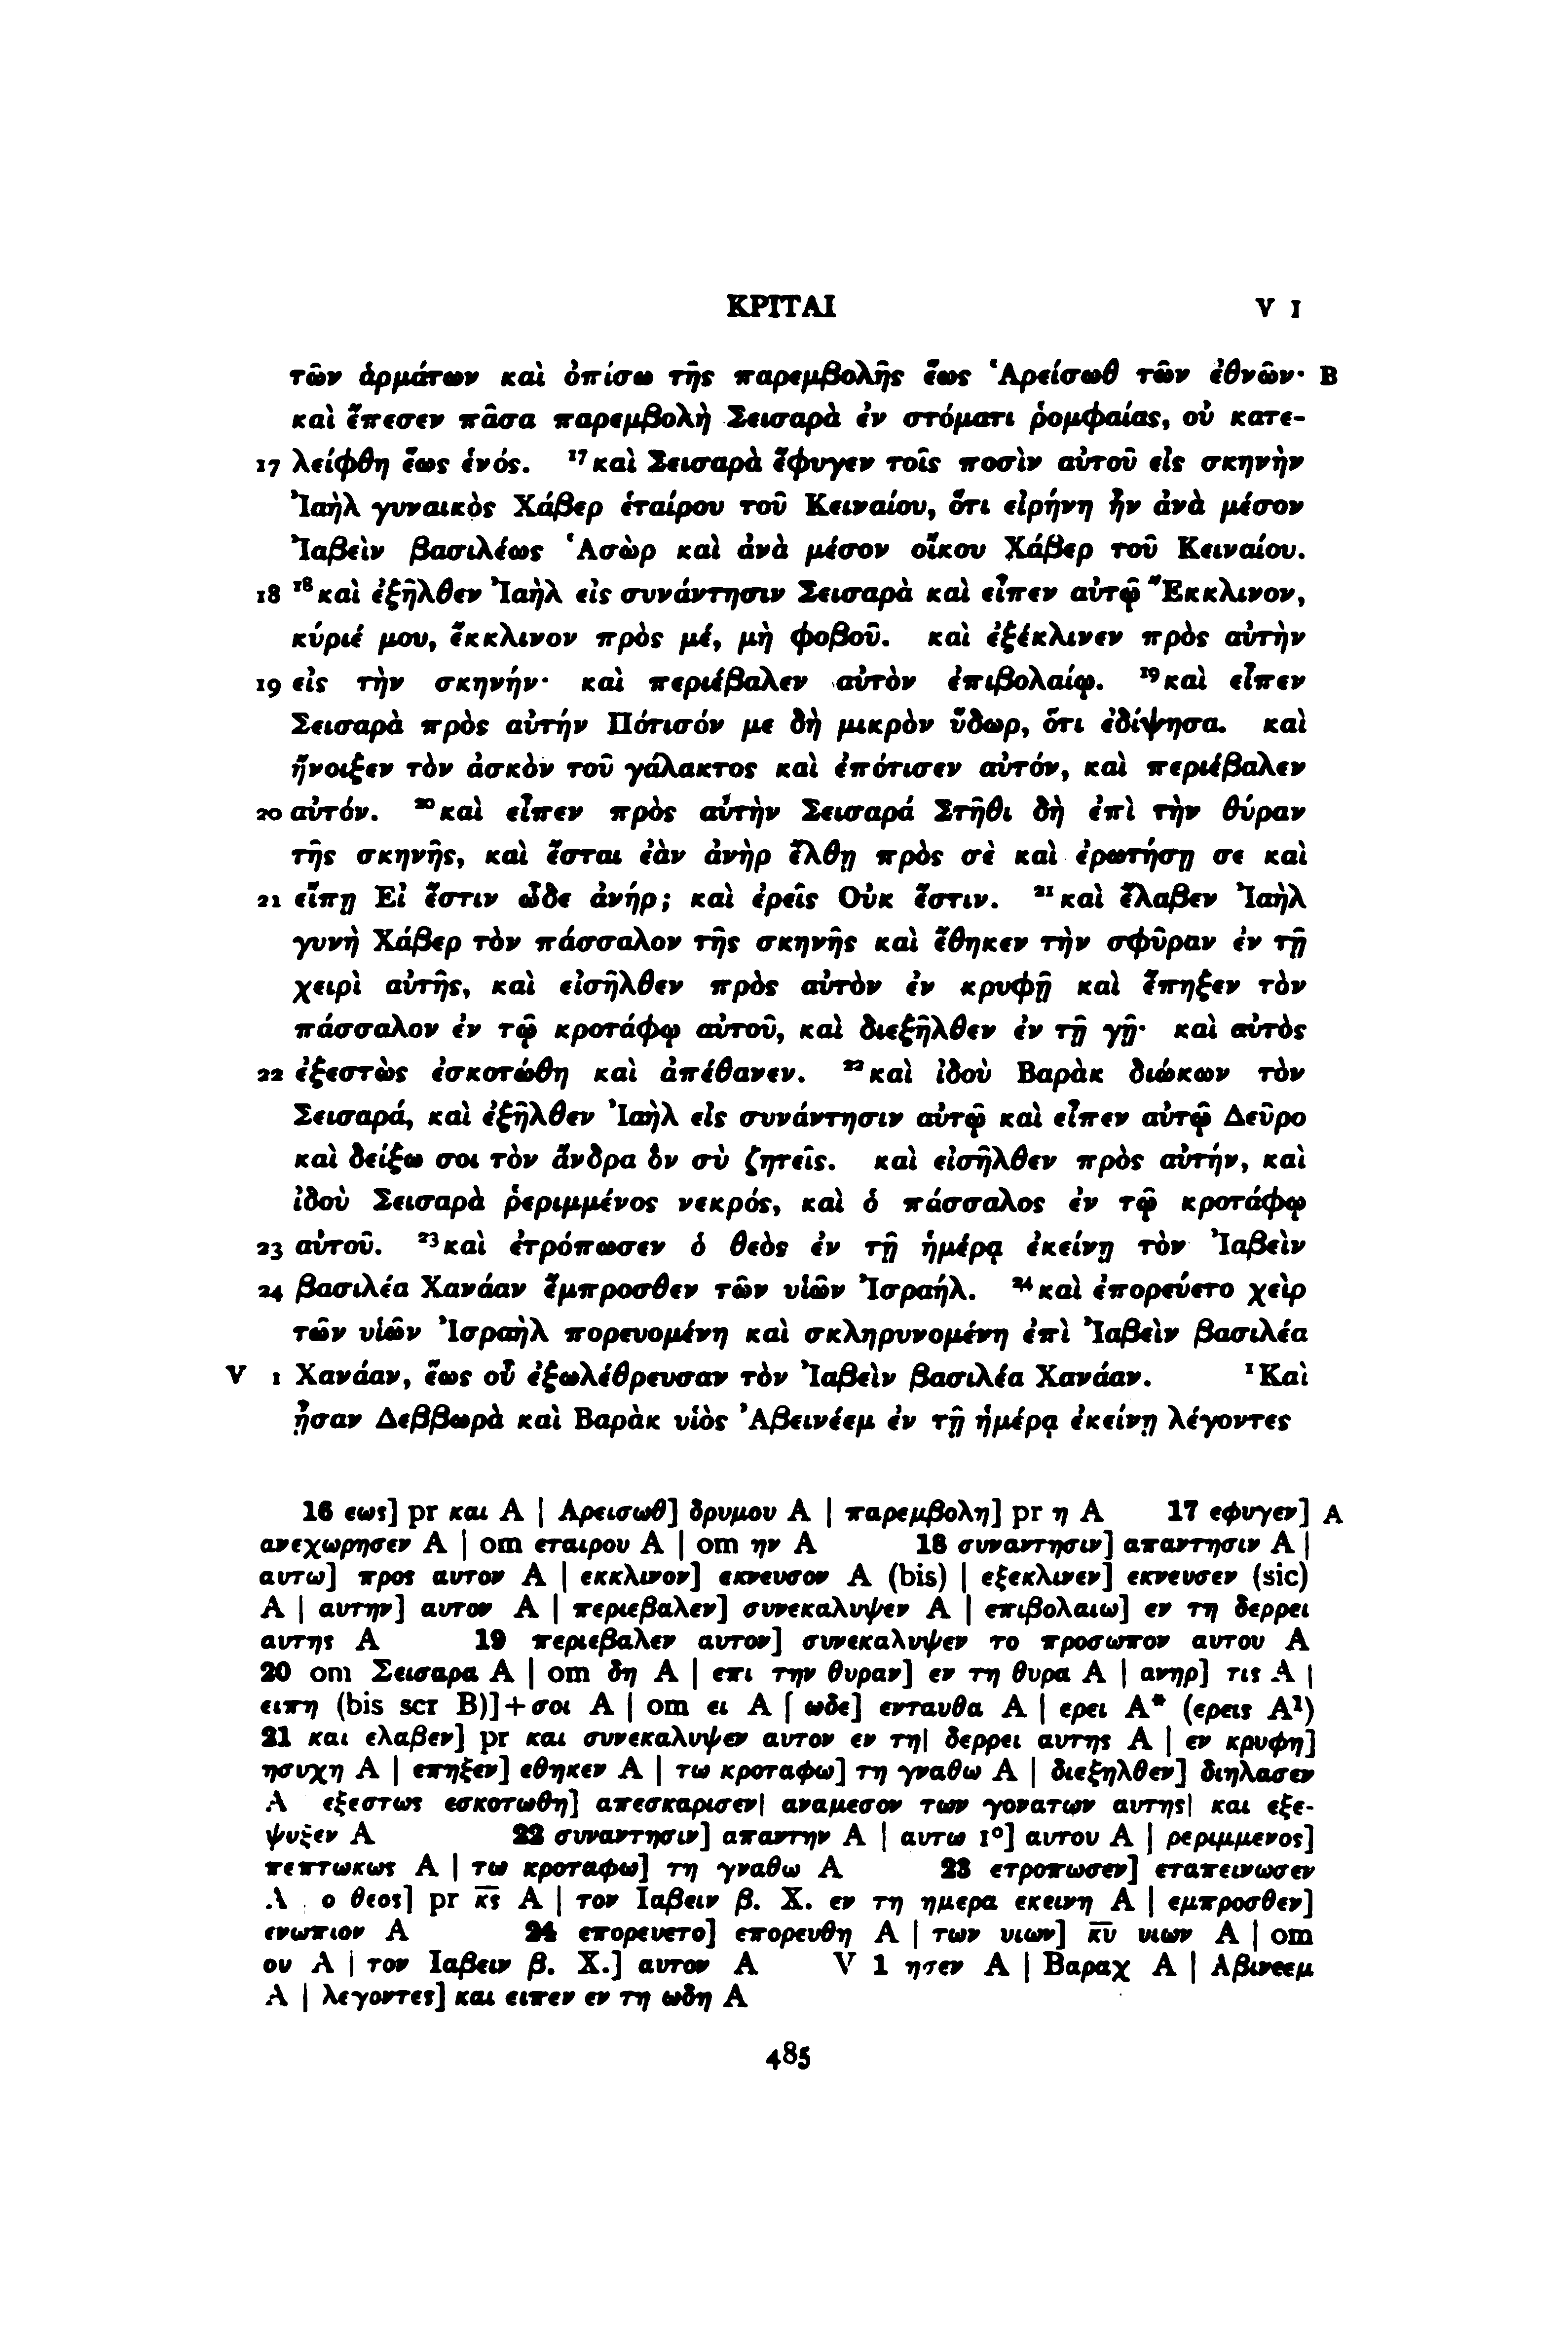 ΚΡΙΤΑΙ V 1
τῶν ἁρμάτων καὶ ὀπίσω τῆς παρεμβολῆς ἕως Ἁρείσωθ τῶν ἐθνῶν· B
καὶ ἔπεσεν πᾶσα παρεμβολὴ Σεισαρὰ ἐν στόματι ῥομφαίας, οὐ κατε-
17 λείφθη ἕως ἑνός. ¹⁷καὶ Σεισαρὰ ἔφυγεν τοῖς ποσὶν αὐτοῦ εἰς σκηνὴν
Ἰαὴλ γυναικὸς Χάβερ ἑταίρου τοῦ Κειναίου, ὅτι εἰρήνη ἦν ἀνὰ μέσον
Ἰαβεὶν βασιλέως Ἁσὼρ καὶ ἀνὰ μέσον οἴκου Χάβερ τοῦ Κειναίου.
18 ¹⁸καὶ ἐξῆλθεν Ἰαὴλ εἰς συνάντησιν Σεισαρὰ καὶ εἶπεν αὐτῷ Ἔκκλινον,
κύριέ μου, ἔκκλινον πρὸς μέ, μὴ φοβοῦ. καὶ ἐξέκλινεν πρὸς αὐτὴν
19 εἰς τὴν σκηνήν· καὶ περιέβαλεν αὐτὸν ἐπιβολαίῳ. ¹⁹καὶ εἶπεν
Σεισαρὰ πρὸς αὐτήν Πότισόν με δὴ μικρὸν ὕδωρ, ὅτι ἐδίψησα. καὶ
ἤνοιξεν τὸν ἀσκὸν τοῦ γάλακτος καὶ ἐπότισεν αὐτόν, καὶ περιέβαλεν
20 αὐτόν. ²⁰καὶ εἶπεν πρὸς αὐτὴν Σεισαρά Στῆθι δὴ ἐπὶ τὴν θύραν
τῆς σκηνῆς, καὶ ἔσται ἐὰν ἀνὴρ ἔλθῃ πρὸς σὲ καὶ ἐρωτήσῃ σε καὶ
21 εἴπῃ Εἰ ἔστιν ὧδε ἀνήρ; καὶ ἐρεῖς Οὐκ ἔστιν. ²¹καὶ ἔλαβεν Ἰαὴλ
γυνὴ Χάβερ τὸν πάσσαλον τῆς σκηνῆς καὶ ἔθηκεν τὴν σφῦραν ἐν τῇ
χειρὶ αὐτῆς, καὶ εἰσῆλθεν πρὸς αὐτὸν ἐν κρυφῇ καὶ ἔπηξεν τὸν
πάσσαλον ἐν τῷ κροτάφῳ αὐτοῦ, καὶ διεξῆλθεν ἐν τῇ γῇ· καὶ αὐτὸς
22 ἐξεστὼς ἐσκοτώθη καὶ ἀπέθανεν. ²²καὶ ἰδοὺ Βαρὰκ διώκων τὸν
Σεισαρά, καὶ ἐξῆλθεν Ἰαὴλ εἰς συνάντησιν αὐτῷ καὶ εἶπεν αὐτῷ Δεῦρο
καὶ δείξω σοι τὸν ἄνδρα ὃν σὺ ζητεῖς. καὶ εἰσῆλθεν πρὸς αὐτήν, καὶ
ἰδοὺ Σεισαρὰ ῥεριμμένος νεκρός, καὶ ὁ πάσσαλος ἐν τῷ κροτάφῳ
23 αὐτοῦ. ²³καὶ ἐτρόπωσεν ὁ θεὸς ἐν τῇ ἡμέρᾳ ἐκείνῃ τὸν Ἰαβεὶν
24 βασιλέα Χανάαν ἔμπροσθεν τῶν υἱῶν Ἰσραήλ. ²⁴καὶ ἐπορεύετο χεὶρ
τῶν υἱῶν Ἰσραὴλ πορευομένη καὶ σκληρυνομένη ἐπὶ Ἰαβεὶν βασιλέα
V 1 Χανάαν, ἕως οὗ ἐξωλέθρευσαν τὸν Ἰαβεὶν βασιλέα Χανάαν. ¹Καὶ
ᾖσαν Δεββωρὰ καὶ Βαρὰκ υἱὸς Ἀβεινέεμ ἐν τῇ ἡμέρᾳ ἐκείνῃ λέγοντες
16 εως] pr και A | Αρεισωθ] δρυμου A | παρεμβολη] pr η A 17 εφυγεν] A
ανεχωρησεν A | om εταιρου A | om ην A 18 συναντησιν] απαντησιν A |
αυτω] προς αυτον A | εκκλινον] εκνευσον A (bis) | εξεκλινεν] εκνευσεν (sic)
A | αυτην] αυτον A | περιεβαλεν] συνεκαλυψεν A | επιβολαιω] εν τη δερρει
αυτης A 19 περιεβαλεν αυτον] συνεκαλυψεν το προσωπον αυτου A
20 om Σεισαρα A | om δη A | επι την θυραν] εν τη θυρα A | ανηρ] τις A |
ειπη (bis scr B)]+σοι A | om ει A | ωδε] ενταυθα A | ερει A* (ερεις A¹)
21 και ελαβεν] pr και συνεκαλυψεν αυτον εν τη| δερρει αυτης A | εν κρυφη]
ησυχη A | επηξεν] εθηκεν A | τω κροταφω] τη γναθω A | διεξηλθεν] διηλασεν
A εξεστως εσκοτωθη] απεσκαρισεν| αναμεσον των γονατων αυτης| και εξε-
ψυξεν A 22 συναντησιν] απαντην A | αυτω 1°] αυτου A | ρεριμμενος]
πεπτωκως A | τω κροταφω] τη γναθω A 23 ετροπωσεν] εταπεινωσεν
A | ο θεος] pr κ̅ς̅ A | τον Ιαβειν β. Χ. εν τη ημερα εκεινη A | εμπροσθεν]
ενωπιον A 24 επορευετο] επορευθη A | των υιων] κ̅υ̅ υιων A | om
ου A | τον Ιαβειν β. Χ.] αυτον A V 1 ησεν A | Βαραχ A | Αβινεεμ
A | λεγοντες] και ειπεν εν τη ωδη A
485